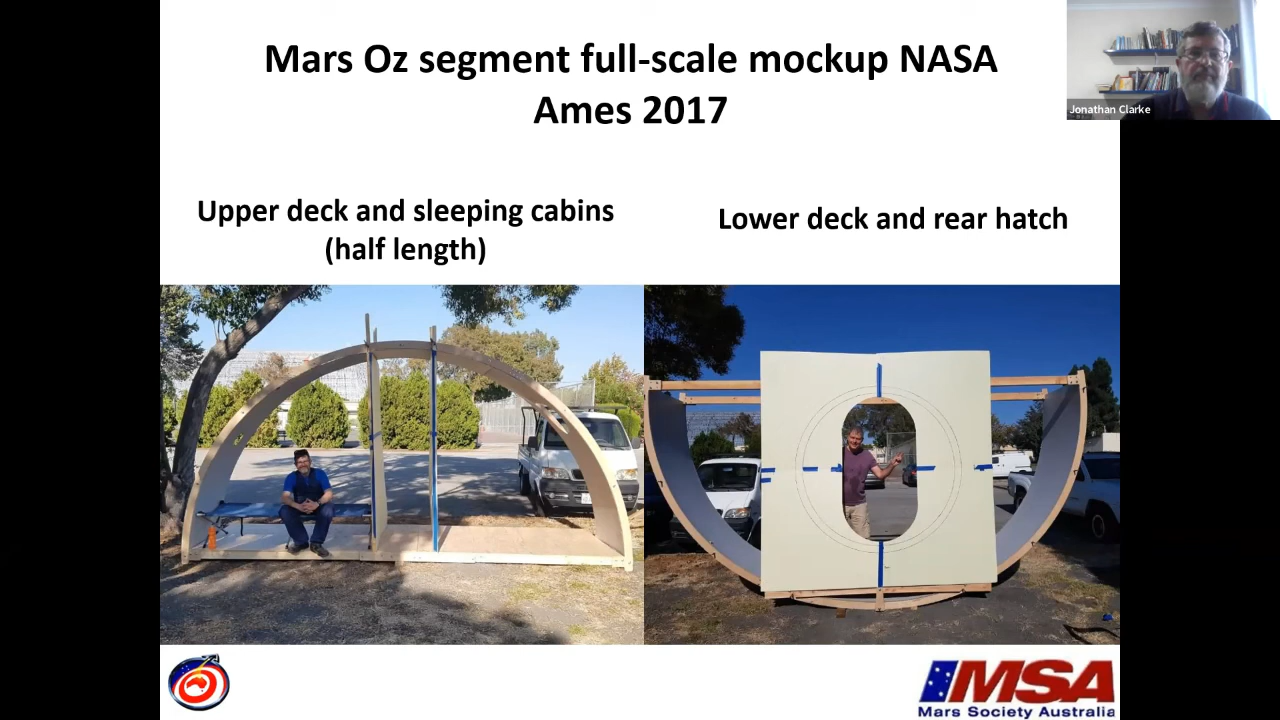 Mars Oz segment full-scale mockup NASA
Ames 2017
Jonathan Clarke
Upper deck and sleeping cabins
(half length)
Lower deck and rear hatch
MSA
Mars Society Australia